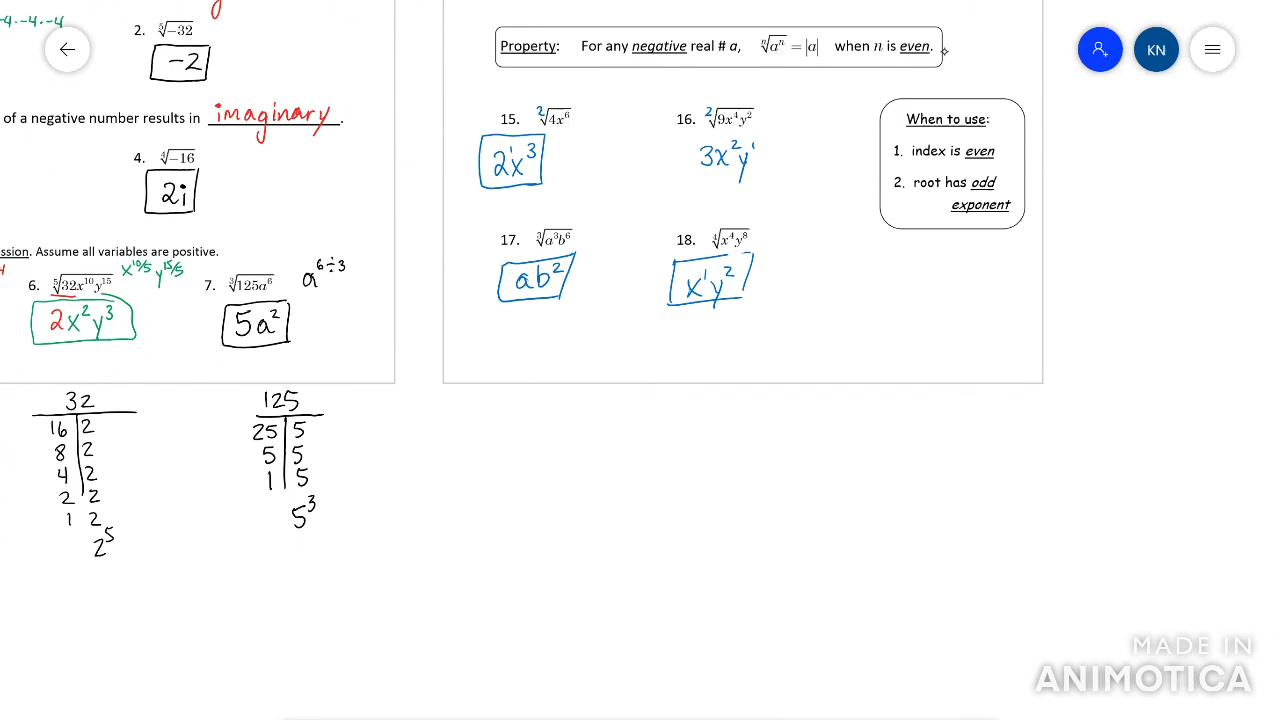 -4 · -4 · -4
2. ⁵√-32
-2
KN
of a negative number results in imaginary.
4. ⁴√-16
2i
ssion. Assume all variables are positive.
6. ⁵√32x¹⁰y¹⁵ x^10/5 y^15/5
2x²y³
7. ³√125a⁶ a^6÷3
5a²
32
16 2
8 2
4 2
2 2
1 2
2⁵
125
25 5
5 5
1 5
5³
Property: For any negative real # a, ⁿ√aⁿ = |a| when n is even.
15. ²√4x⁶
2¹x³
16. ²√9x⁴y²
3x²y¹
17. ³√a³b⁶
ab²
18. ⁴√x⁴y⁸
x¹y²
When to use:
1. index is even
2. root has odd
exponent
MADE IN
ANIMOTICA